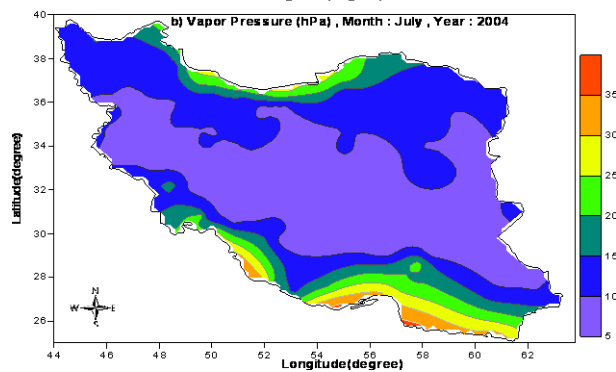 b) Vapor Pressure (hPa) , Month : July , Year : 2004
40
38
36
34
32
30
28
26
Latitude(degree)
N
W E
S
44 46 48 50 52 54 56 58 60 62
Longitude(degree)
35
30
25
20
15
10
5